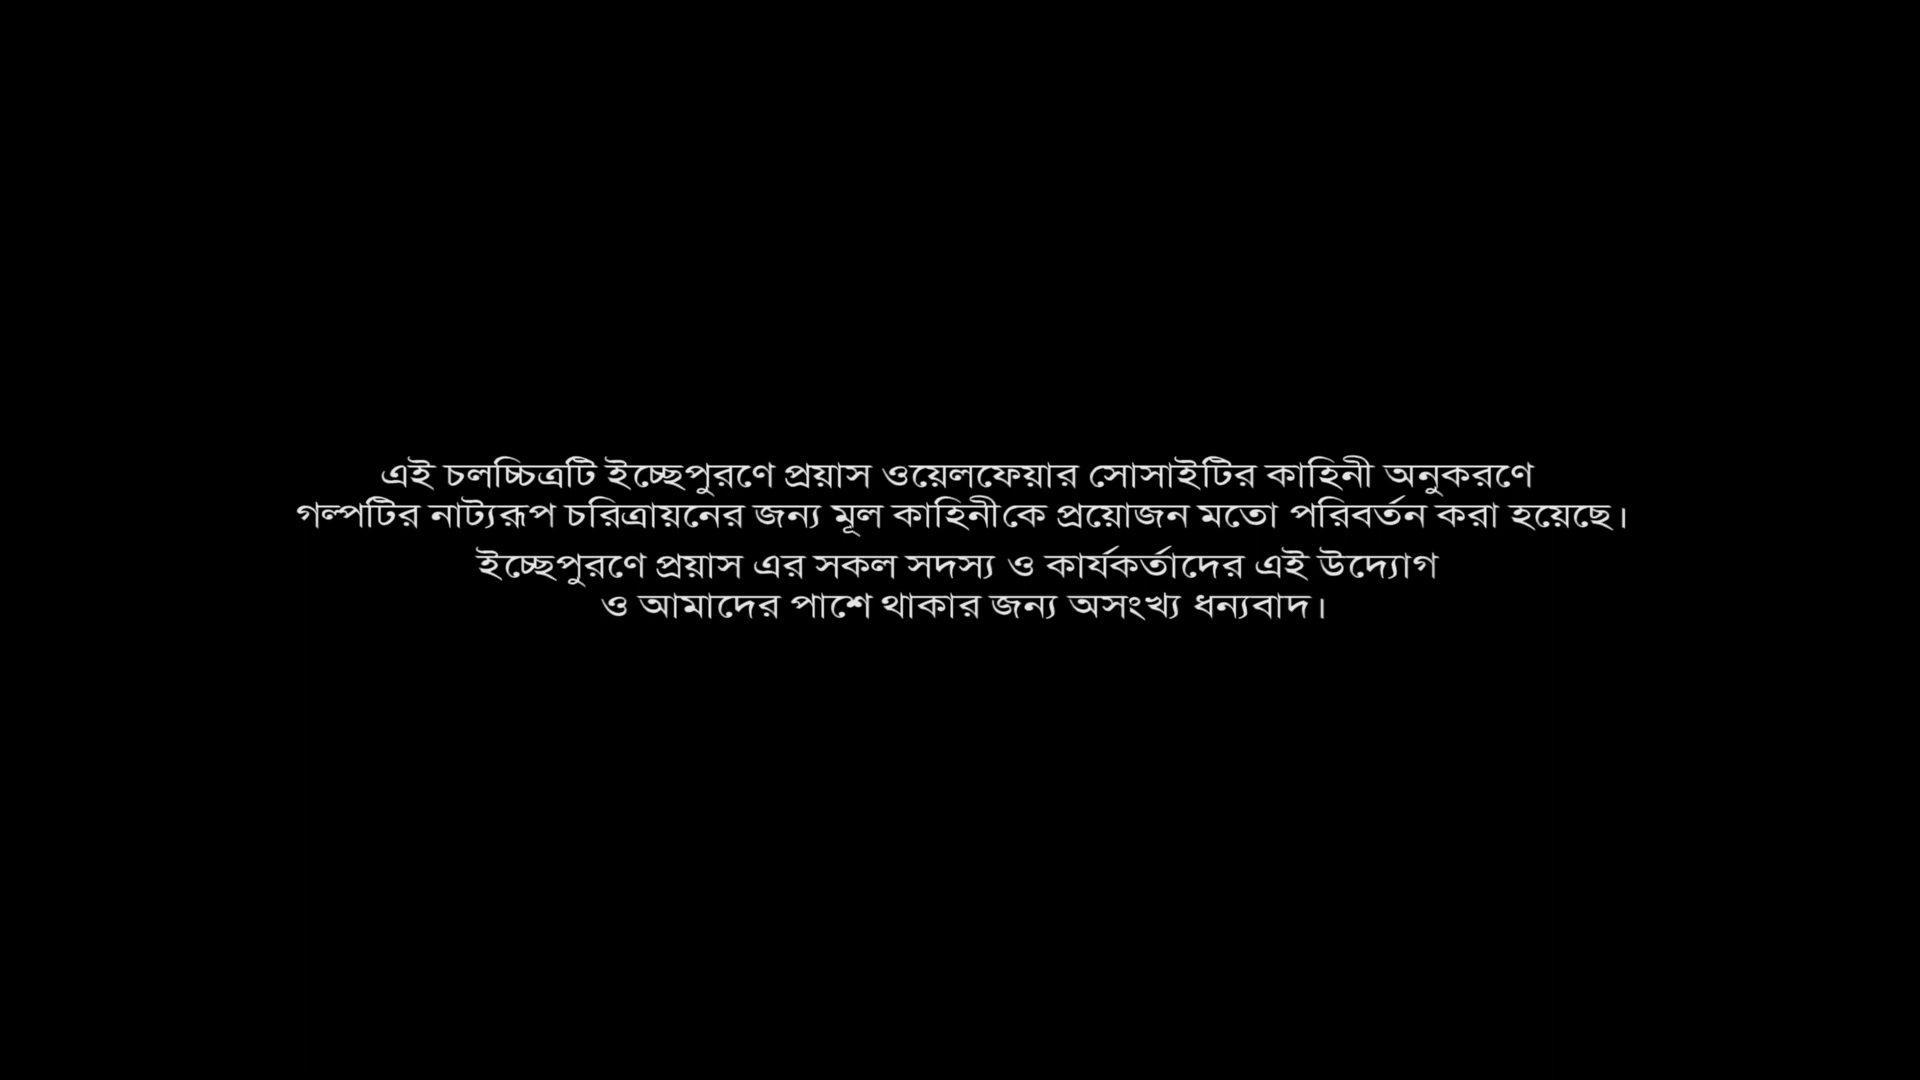 এই চলচ্চিত্রটি ইচ্ছেপুরণে প্রয়াস ওয়েলফেয়ার সোসাইটির কাহিনী অনুকরণে
গল্পটির নাট্যরূপ চরিত্রায়নের জন্য মূল কাহিনীকে প্রয়োজন মতো পরিবর্তন করা হয়েছে।
ইচ্ছেপুরণে প্রয়াস এর সকল সদস্য ও কার্যকর্তাদের এই উদ্যোগ
ও আমাদের পাশে থাকার জন্য অসংখ্য ধন্যবাদ।